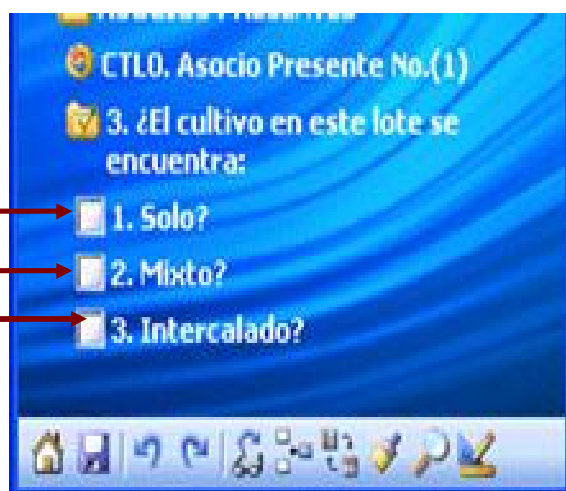 CTL0. Asocio Presente No.(1)
3. ¿El cultivo en este lote se
encuentra:
1. Solo?
2. Mixto?
3. Intercalado?